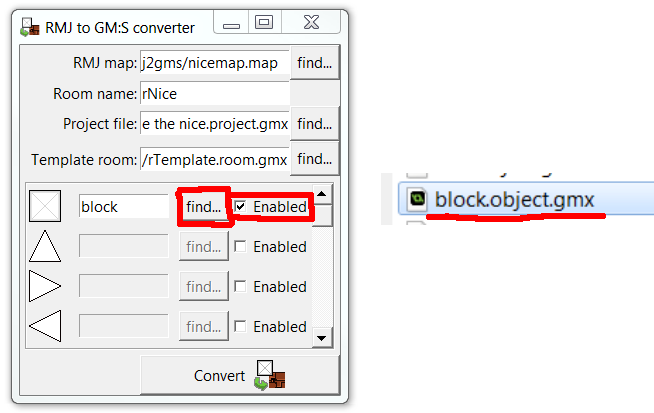 RMJ to GM:S converter
RMJ map: j2gms/nicemap.map find...
Room name: rNice
Project file: e the nice.project.gmx find...
Template room: /rTemplate.room.gmx find...
block find... Enabled
find... Enabled
find... Enabled
find... Enabled
Convert
block.object.gmx